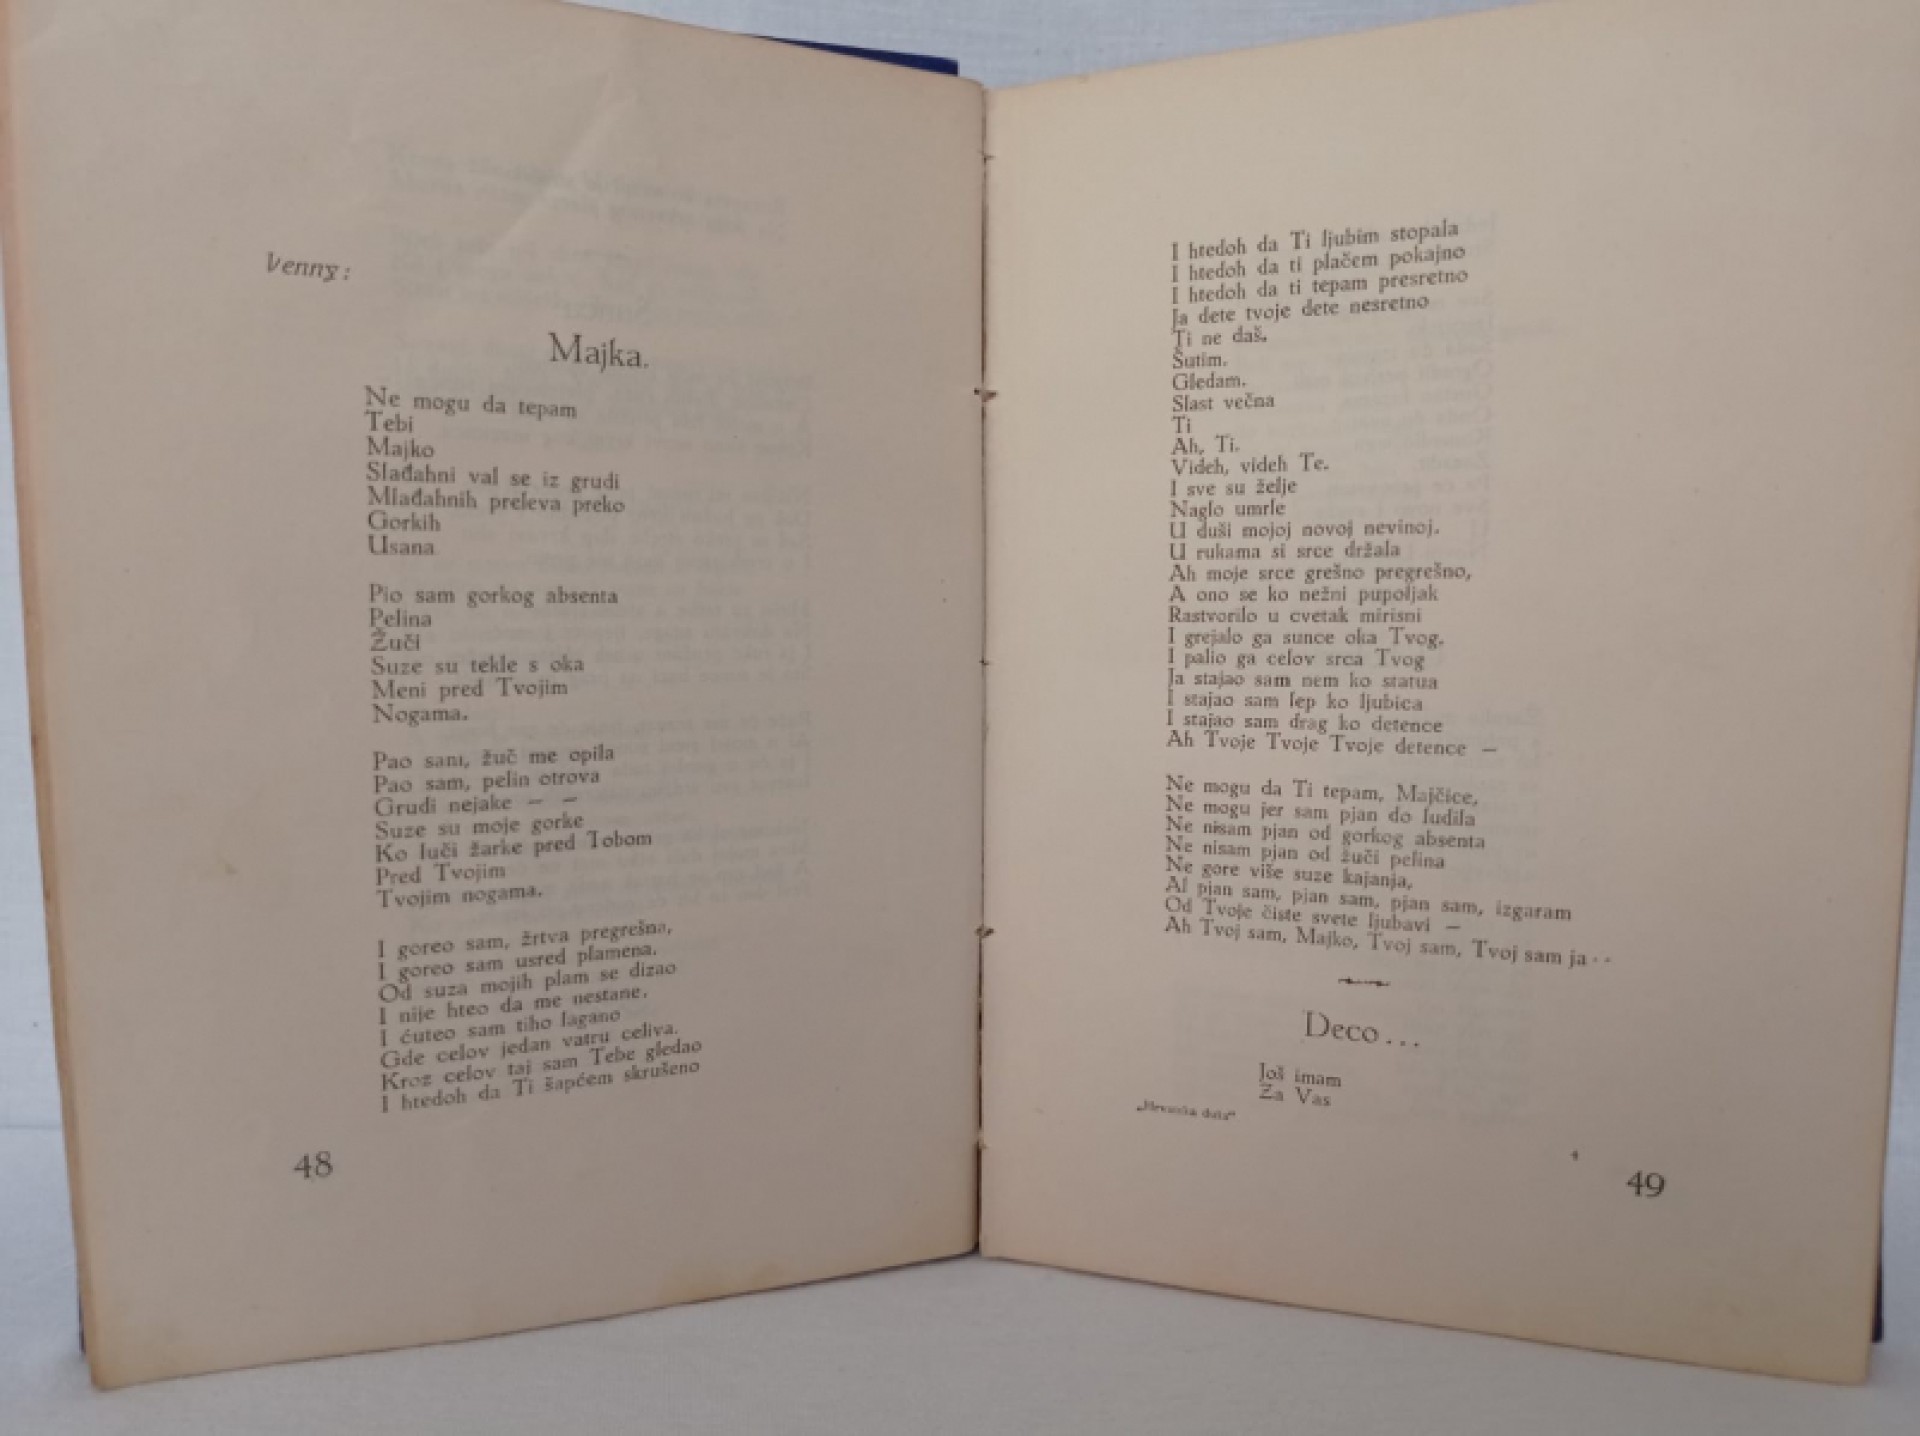 Venny:
Majka.
Ne mogu da tepam
Tebi
Majko
Slađahni val se iz grudi
Mlađahnih preleva preko
Gorkih
Usana
Pio sam gorkog absenta
Pelina
Žuči
Suze su tekle s oka
Meni pred Tvojim
Nogama.
Pao sam, žuč me opila
Pao sam, pelin otrova
Grudi nejake — —
Suze su moje gorke
Ko luči žarke pred Tobom
Pred Tvojim
Tvojim nogama.
I goreo sam, žrtva pregrešna,
I goreo sam usred plamena.
Od suza mojih plam se dizao
I nije hteo da me nestane.
I ćuteo sam tiho lagano
Gde celov jedan vatru celiva.
Kroz celov taj sam Tebe gledao
I htedoh da Ti šapćem skrušeno
48
I htedoh da Ti ljubim stopala
I htedoh da ti plačem pokajno
I htedoh da ti tepam presretno
Ja dete tvoje dete nesretno
Ti ne daš.
Šutim.
Gledam.
Slast večna
Ti
Ah, Ti.
Videh, videh Te.
I sve su želje
Naglo umrle
U duši mojoj novoj nevinoj.
U rukama si srce držala
Ah moje srce grešno pregrešno,
A ono se ko nežni pupoljak
Rastvorilo u cvetak mirisni
I grejalo ga sunce oka Tvog.
I palio ga celov srca Tvog
Ja stajao sam nem ko statua
I stajao sam lep ko ljubica
I stajao sam drag ko detence
Ah Tvoje Tvoje Tvoje detence —
Ne mogu da Ti tepam, Majčice,
Ne mogu jer sam pjan do ludila
Ne nisam pjan od gorkog absenta
Ne nisam pjan od žuči pelina
Ne gore više suze kajanja,
Al pjan sam, pjan sam, pjan sam, izgaram
Od Tvoje čiste svete ljubavi —
Ah Tvoj sam, Majko, Tvoj sam, Tvoj sam ja - -
Deco...
Još imam
Za Vas
4
49